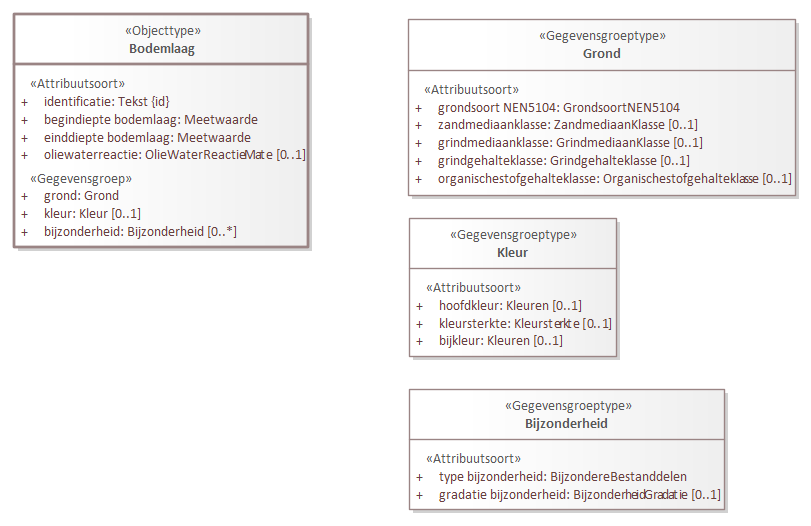 «Objecttype»
Bodemlaag
«Attribuutsoort»
+ identificatie: Tekst {id}
+ begindiepte bodemlaag: Meetwaarde
+ einddiepte bodemlaag: Meetwaarde
+ oliewaterreactie: OlieWaterReactieMate [0..1]
«Gegevensgroep»
+ grond: Grond
+ kleur: Kleur [0..1]
+ bijzonderheid: Bijzonderheid [0..*]
«Gegevensgroeptype»
Grond
«Attribuutsoort»
+ grondsoort NEN5104: GrondsoortNEN5104
+ zandmediaanklasse: ZandmediaanKlasse [0..1]
+ grindmediaanklasse: GrindmediaanKlasse [0..1]
+ grindgehalteklasse: Grindgehalteklasse [0..1]
+ organischestofgehalteklasse: Organischestofgehalteklasse [0..1]
«Gegevensgroeptype»
Kleur
«Attribuutsoort»
+ hoofdkleur: Kleuren [0..1]
+ kleursterkte: Kleursterkte [0..1]
+ bijkleur: Kleuren [0..1]
«Gegevensgroeptype»
Bijzonderheid
«Attribuutsoort»
+ type bijzonderheid: BijzondereBestanddelen
+ gradatie bijzonderheid: BijzonderheidGradatie [0..1]